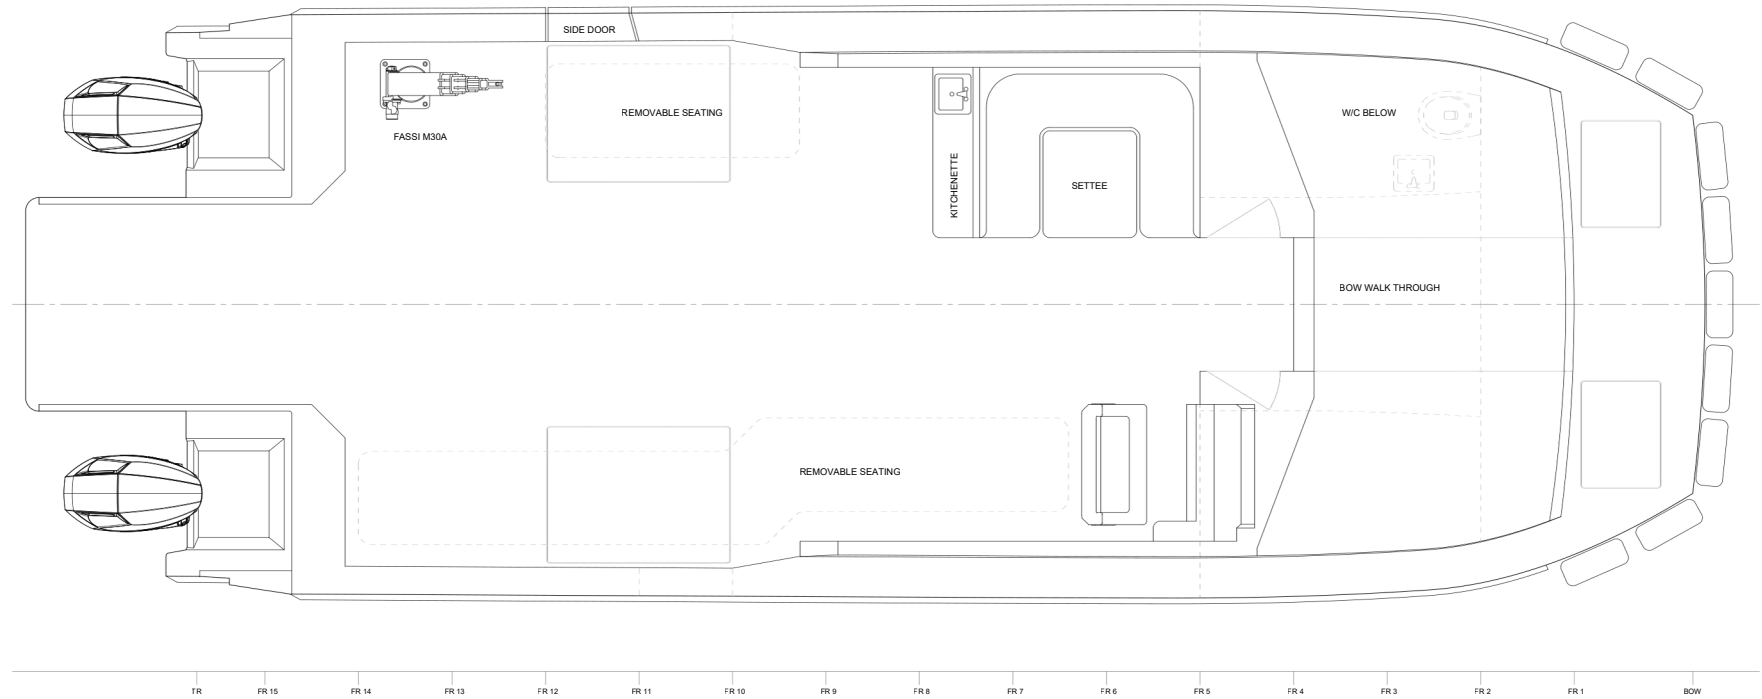 SIDE DOOR
REMOVABLE SEATING
W/C BELOW
FASSI M30A
KITCHENETTE
SETTEE
BOW WALK THROUGH
REMOVABLE SEATING
TR
FR 15
FR 14
FR 13
FR 12
FR 11
FR 10
FR 9
FR 8
FR 7
FR 6
FR 5
FR 4
FR 3
FR 2
FR 1
BOW